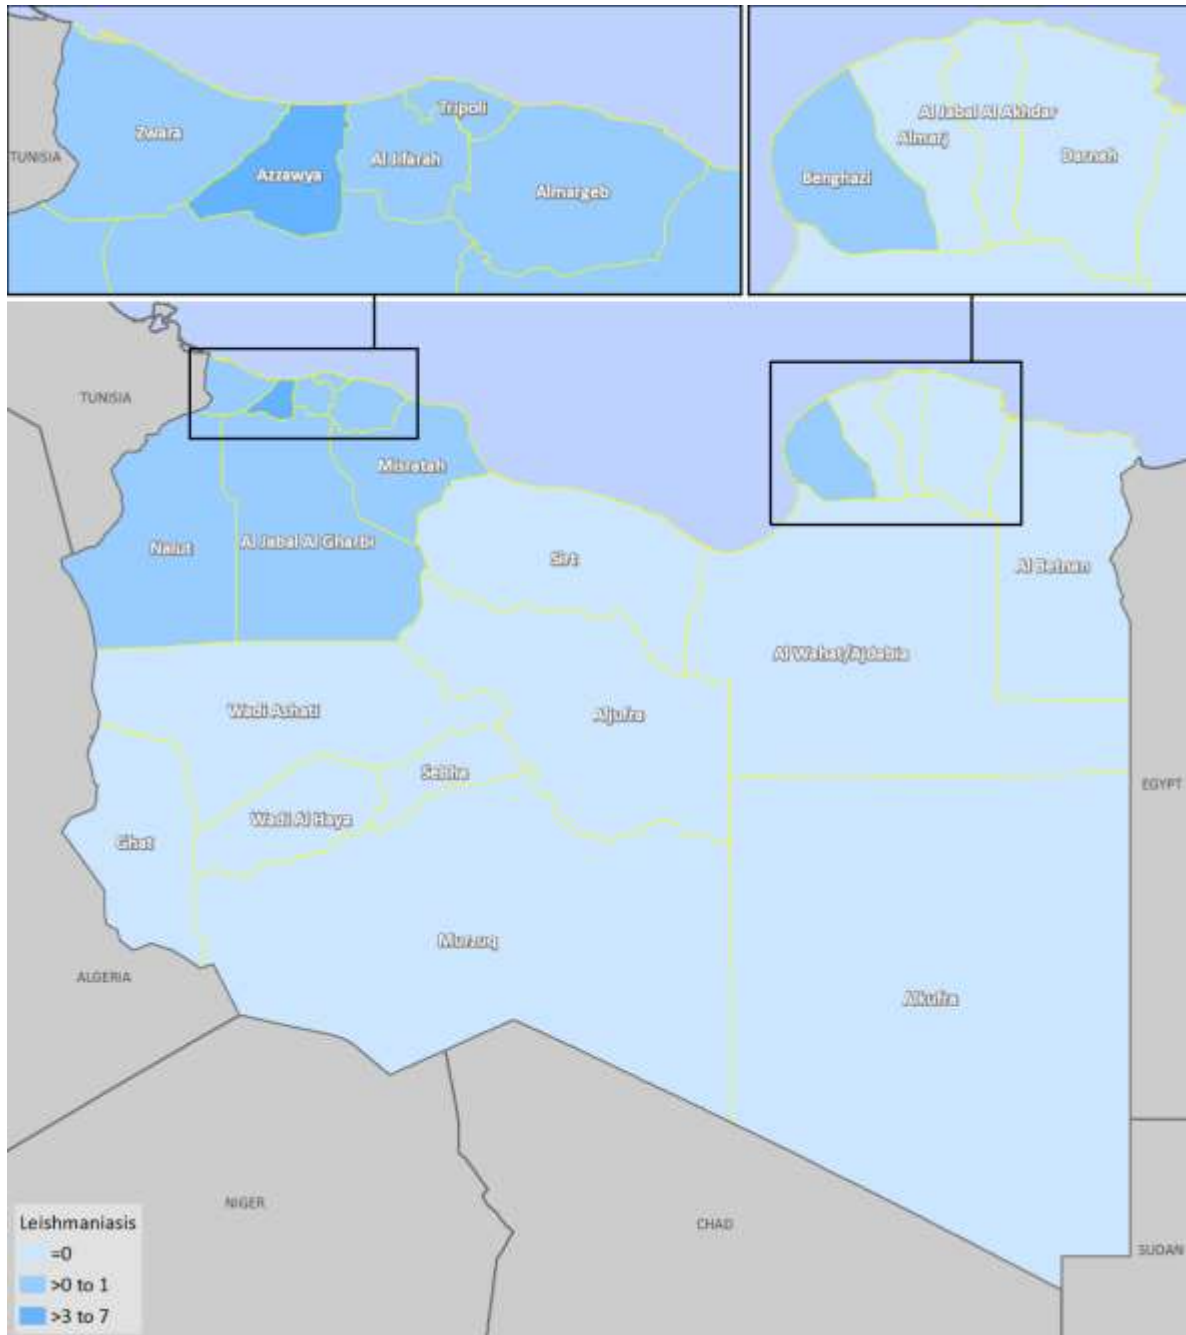 Tripoli
Zwara
TUNISIA
Al Jifarah
Azzawya
Almargeb
Al Jabal Al Akhdar
Almarj
Darnah
Benghazi
TUNISIA
Misratah
Nalut
Al Jabal Al Gharbi
Sirt
Al Betnan
Al Wahat/Ajdabia
Wadi Ashati
Aljufra
Sebha
EGYPT
Wadi Al Haya
Ghat
Murzuq
ALGERIA
Alkufra
NIGER
CHAD
SUDAN
Leishmaniasis
=0
>0 to 1
>3 to 7